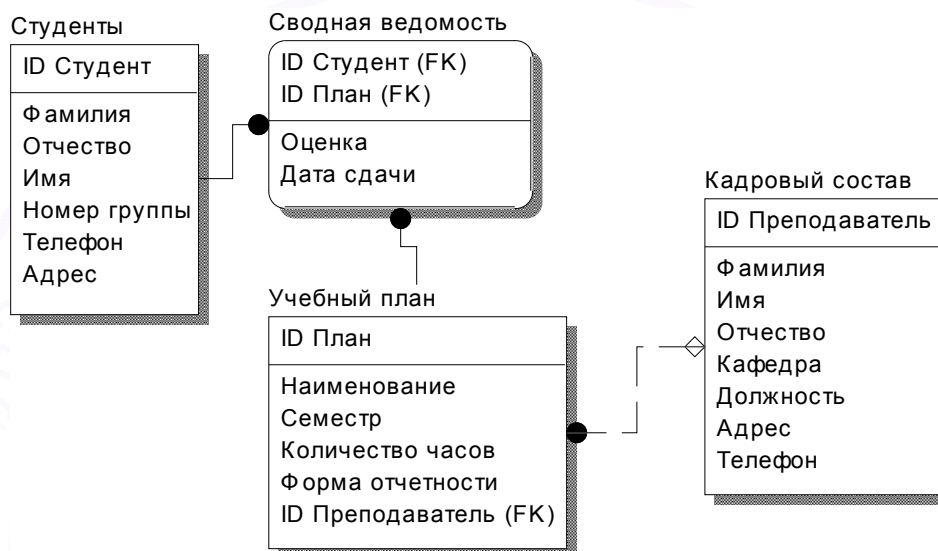 Студенты
ID Студент
Фамилия
Отчество
Имя
Номер группы
Телефон
Адрес
Сводная ведомость
ID Студент (FK)
ID План (FK)
Оценка
Дата сдачи
Учебный план
ID План
Наименование
Семестр
Количество часов
Форма отчетности
ID Преподаватель (FK)
Кадровый состав
ID Преподаватель
Фамилия
Имя
Отчество
Кафедра
Должность
Адрес
Телефон